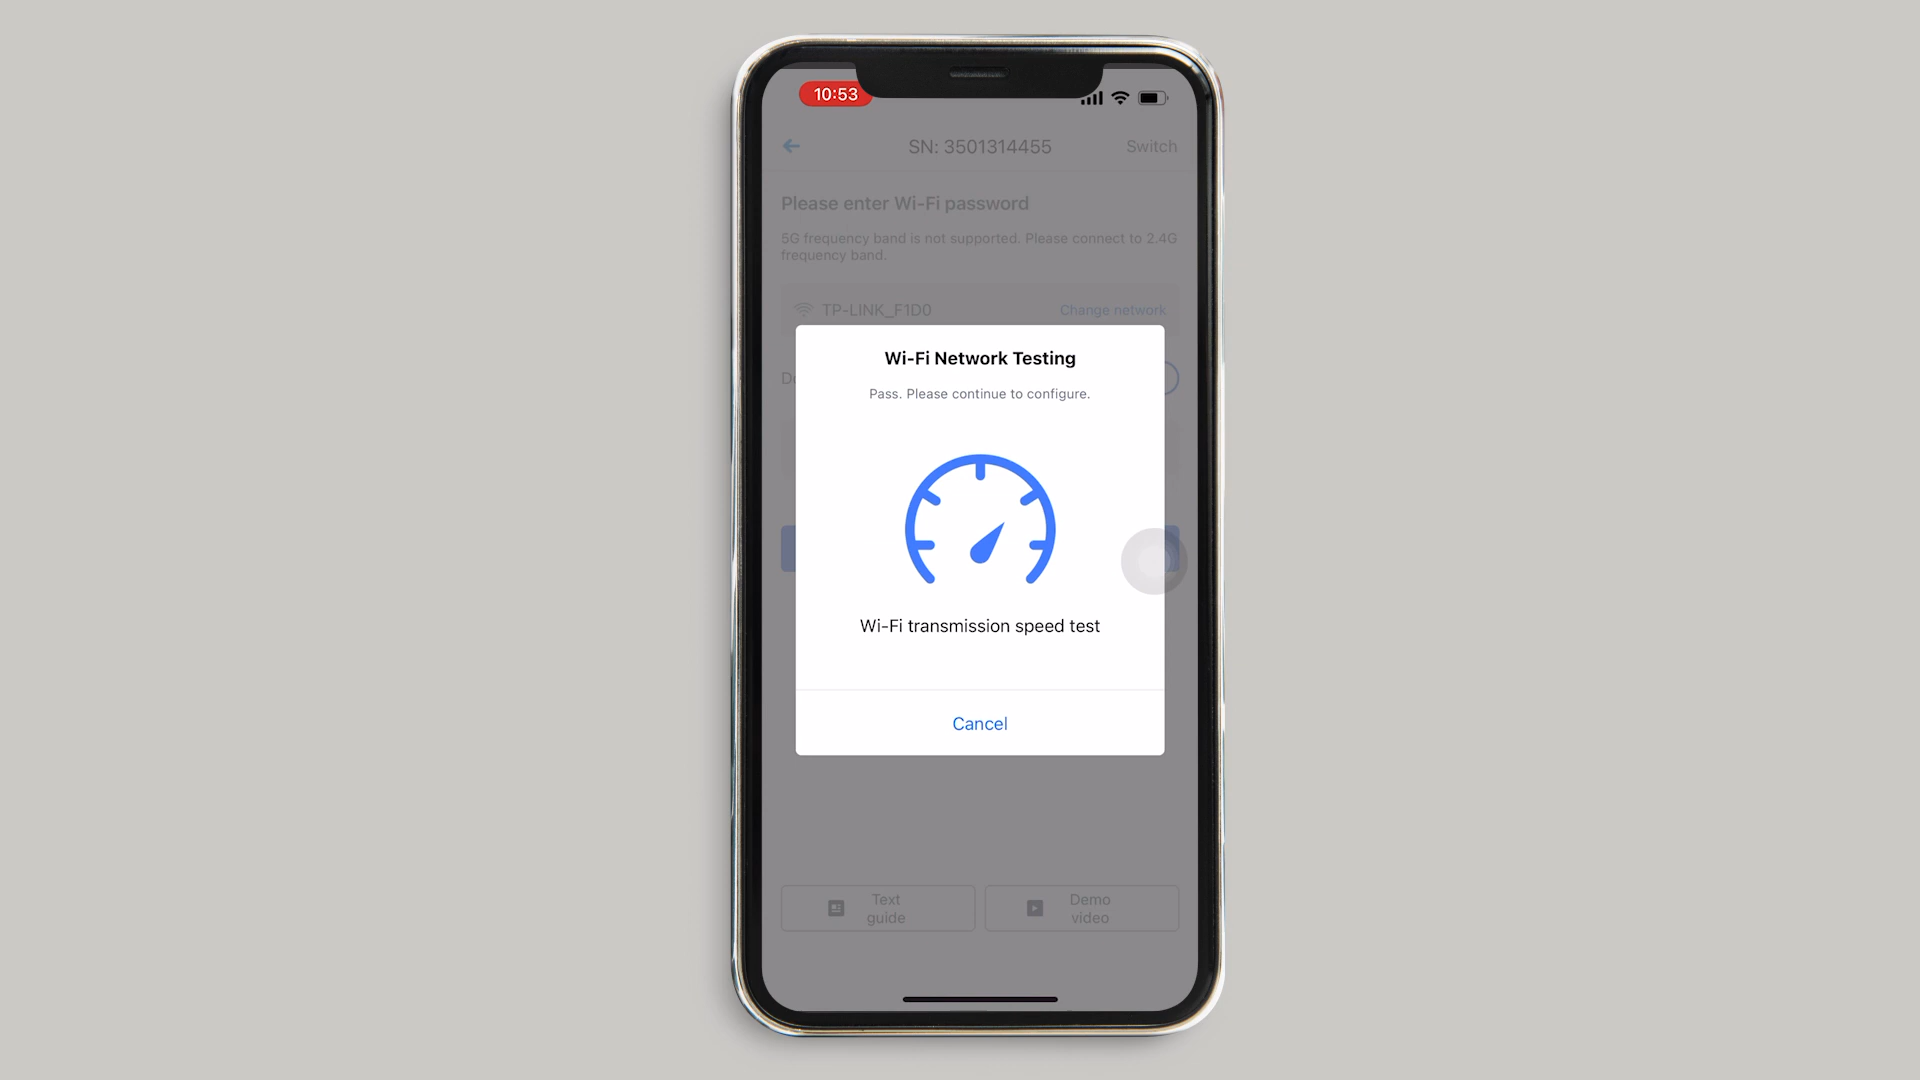 10:53
SN: 3501314455
Switch
Please enter Wi-Fi password
5G frequency band is not supported. Please connect to 2.4G
frequency band.
TP-LINK_F1D0
Change network
Wi-Fi Network Testing
Pass. Please continue to configure.
Wi-Fi transmission speed test
Cancel
Text
guide
Demo
video